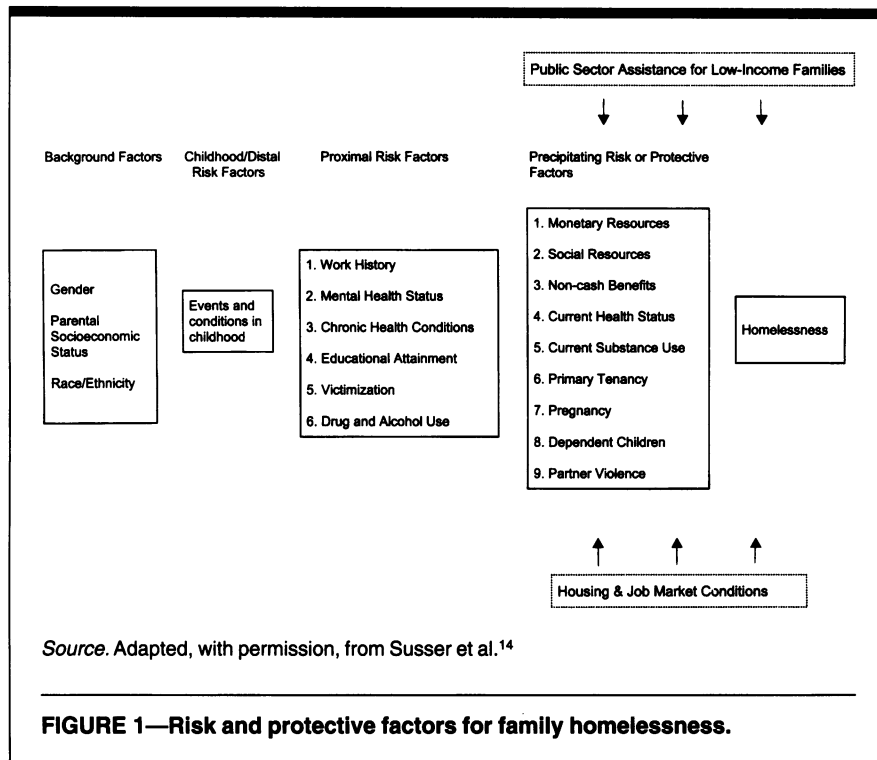 Public Sector Assistance for Low-Income Families
Background Factors
Childhood/Distal
Risk Factors
Proximal Risk Factors
Precipitating Risk or Protective
Factors
Gender
Parental
Socioeconomic
Status
Race/Ethnicity
Events and
conditions in
childhood
1. Work History
2. Mental Health Status
3. Chronic Health Conditions
4. Educational Attainment
5. Victimization
6. Drug and Alcohol Use
1. Monetary Resources
2. Social Resources
3. Non-cash Benefits
4. Current Health Status
5. Current Substance Use
6. Primary Tenancy
7. Pregnancy
8. Dependent Children
9. Partner Violence
Homelessness
Housing & Job Market Conditions
Source. Adapted, with permission, from Susser et al.14
FIGURE 1—Risk and protective factors for family homelessness.